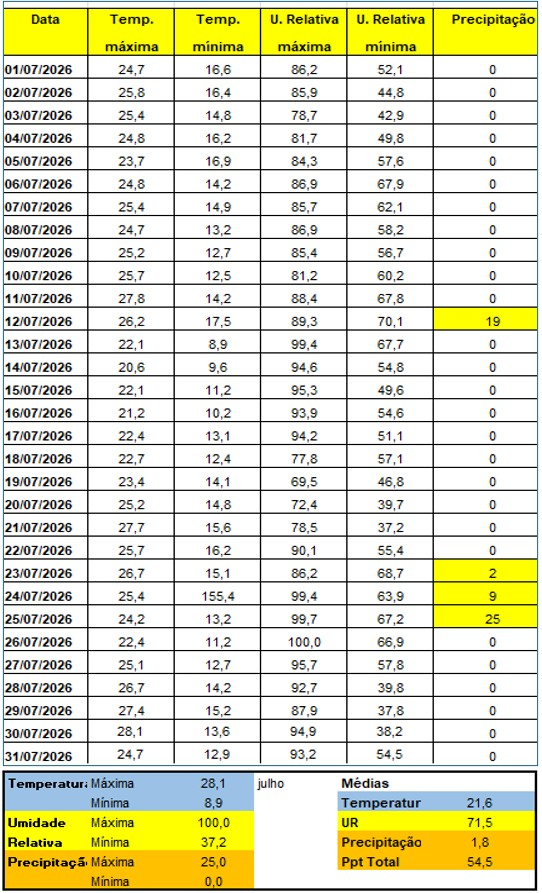 Data Temp. máxima Temp. mínima U. Relativa máxima U. Relativa mínima Precipitação
01/07/2026 24,7 16,6 86,2 52,1 0
02/07/2026 25,8 16,4 85,9 44,8 0
03/07/2026 25,4 14,8 78,7 42,9 0
04/07/2026 24,8 16,2 81,7 49,8 0
05/07/2026 23,7 16,9 84,3 57,6 0
06/07/2026 24,8 14,2 86,9 67,9 0
07/07/2026 25,4 14,9 85,7 62,1 0
08/07/2026 24,7 13,2 86,9 58,2 0
09/07/2026 25,2 12,7 85,4 56,7 0
10/07/2026 25,7 12,5 81,2 60,2 0
11/07/2026 27,8 14,2 88,4 67,8 0
12/07/2026 26,2 17,5 89,3 70,1 19
13/07/2026 22,1 8,9 99,4 67,7 0
14/07/2026 20,6 9,6 94,6 54,8 0
15/07/2026 22,1 11,2 95,3 49,6 0
16/07/2026 21,2 10,2 93,9 54,6 0
17/07/2026 22,4 13,1 94,2 51,1 0
18/07/2026 22,7 12,4 77,8 57,1 0
19/07/2026 23,4 14,1 69,5 46,8 0
20/07/2026 25,2 14,8 72,4 39,7 0
21/07/2026 27,7 15,6 78,5 37,2 0
22/07/2026 25,7 16,2 90,1 55,4 0
23/07/2026 26,7 15,1 86,2 68,7 2
24/07/2026 25,4 155,4 99,4 63,9 9
25/07/2026 24,2 13,2 99,7 67,2 25
26/07/2026 22,4 11,2 100,0 66,9 0
27/07/2026 25,1 12,7 95,7 57,8 0
28/07/2026 26,7 14,2 92,7 39,8 0
29/07/2026 27,4 15,2 87,9 37,8 0
30/07/2026 28,1 13,6 94,9 38,2 0
31/07/2026 24,7 12,9 93,2 54,5 0
Temperatura Máxima 28,1 julho Médias
Mínima 8,9 Temperatur 21,6
Umidade Máxima 100,0 UR 71,5
Relativa Mínima 37,2 Precipitação 1,8
Precipitação Máxima 25,0 Ppt Total 54,5
Mínima 0,0